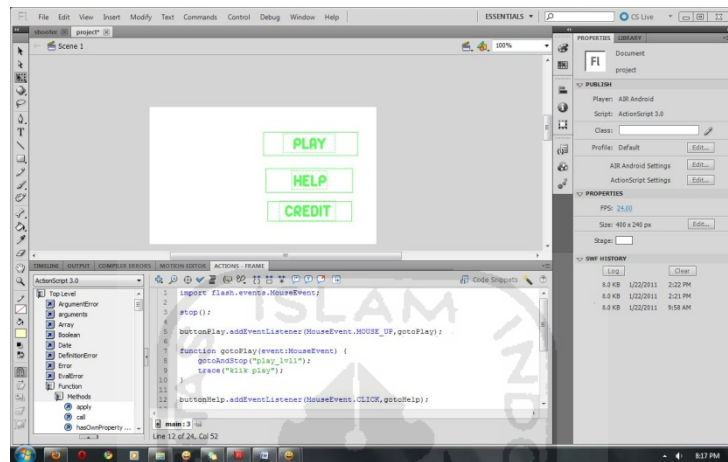 Fl File Edit View Insert Modify Text Commands Control Debug Window Help
ESSENTIALS
CS Live
shooter project*
Scene 1
100%
PLAY
HELP
CREDIT
PROPERTIES LIBRARY
Fl
Document
project
PUBLISH
Player: AIR Android
Script: ActionScript 3.0
Class:
Profile: Default Edit...
AIR Android Settings Edit...
ActionScript Settings Edit...
PROPERTIES
FPS: 24.00
Size: 400 x 240 px Edit...
Stage:
SWF HISTORY
Log Clear
8.0 KB 1/22/2011 2:22 PM
8.0 KB 1/22/2011 2:21 PM
8.0 KB 1/22/2011 9:58 AM
TIMELINE OUTPUT COMPILER ERRORS MOTION EDITOR ACTIONS - FRAME
ActionScript 3.0
Code Snippets
Top Level
ArgumentError
arguments
Array
Boolean
Date
DefinitionError
Error
EvalError
Function
Methods
apply
call
hasOwnProperty ...
1 import flash.events.MouseEvent;
2
3 stop();
4
5 buttonPlay.addEventListener(MouseEvent.MOUSE_UP,gotoPlay);
6
7 function gotoPlay(event:MouseEvent) {
8 gotoAndStop("play_lvl1");
9 trace("klik play");
10 }
11
12 buttonHelp.addEventListener(MouseEvent.CLICK,gotoHelp);
main : 3
Line 12 of 24, Col 52
ISLAM
INDO
8:17 PM